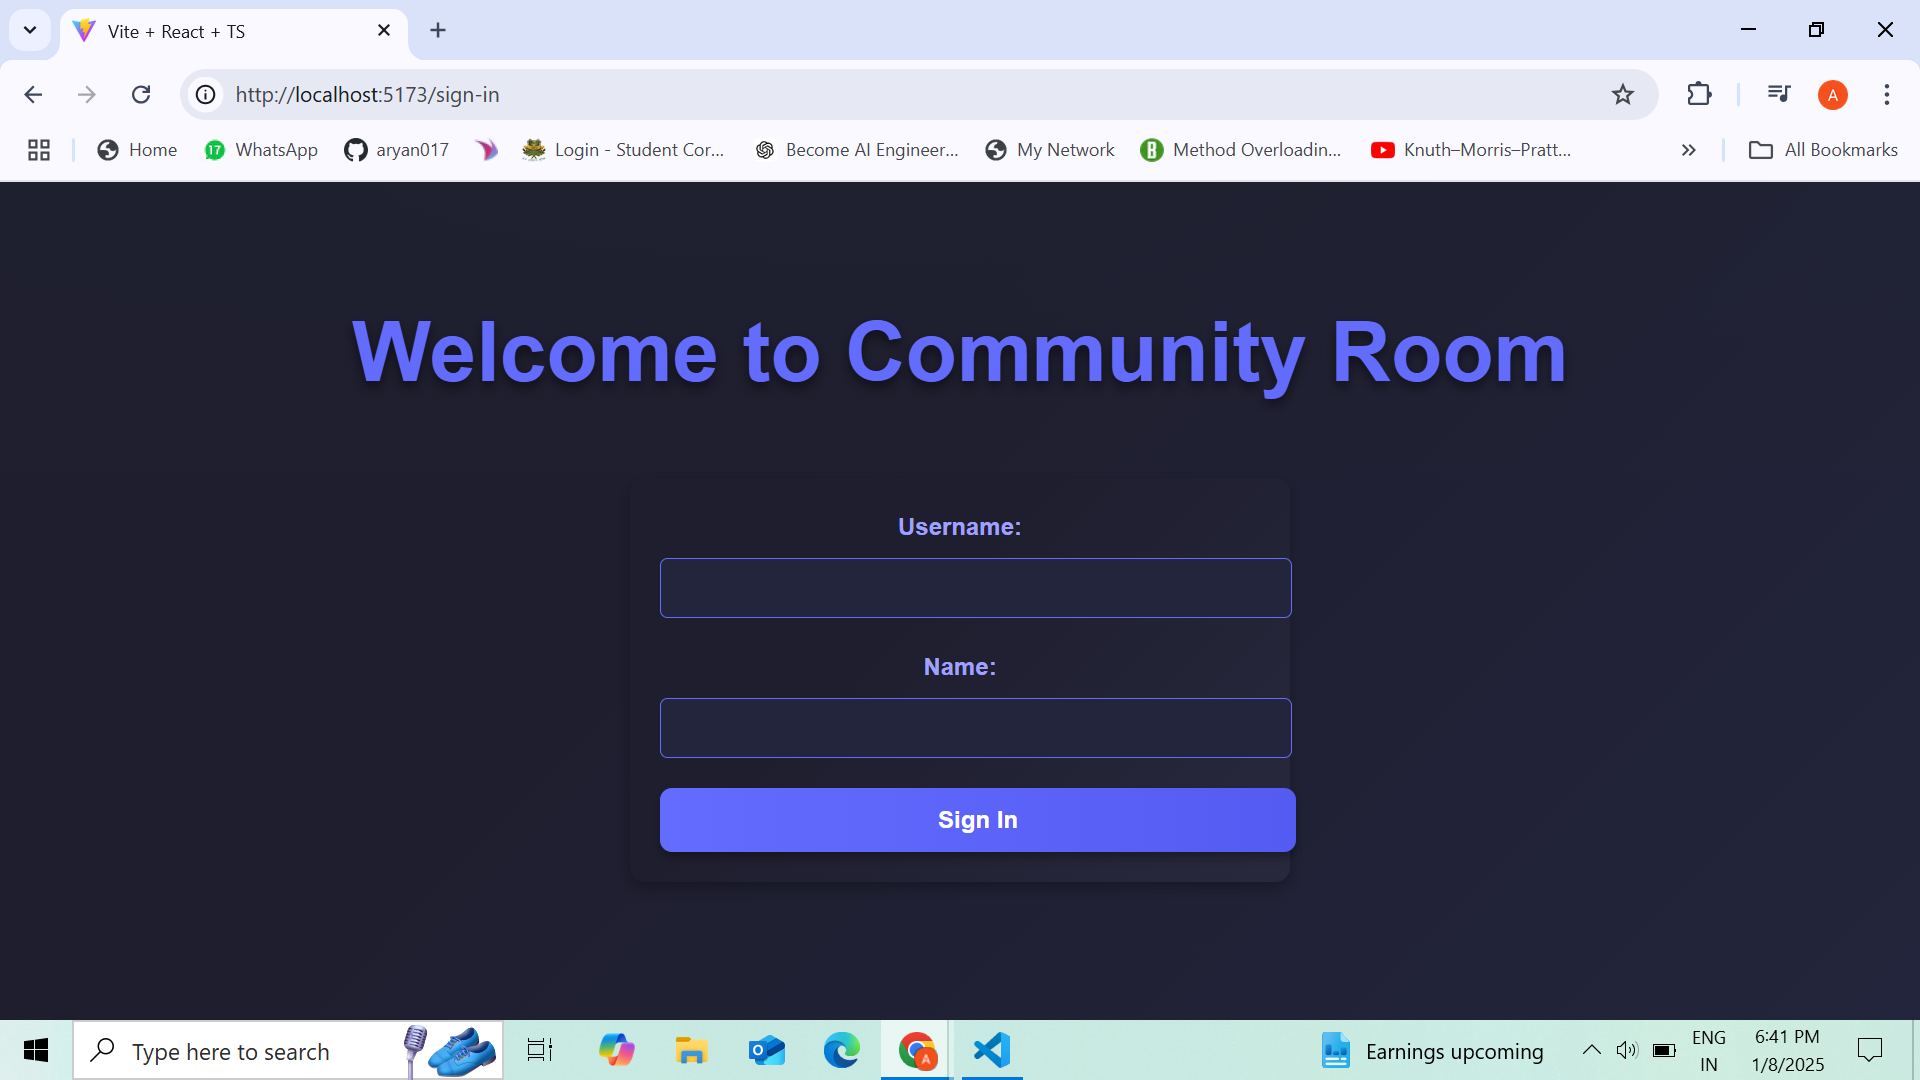 Vite + React + TS
http://localhost:5173/sign-in
A
Home
17
WhatsApp
aryan017
Login - Student Cor...
Become AI Engineer...
My Network
B
Method Overloadin...
Knuth–Morris–Pratt...
All Bookmarks
Welcome to Community Room
Username:
Name:
Sign In
Type here to search
A
Earnings upcoming
ENG
IN
6:41 PM
1/8/2025